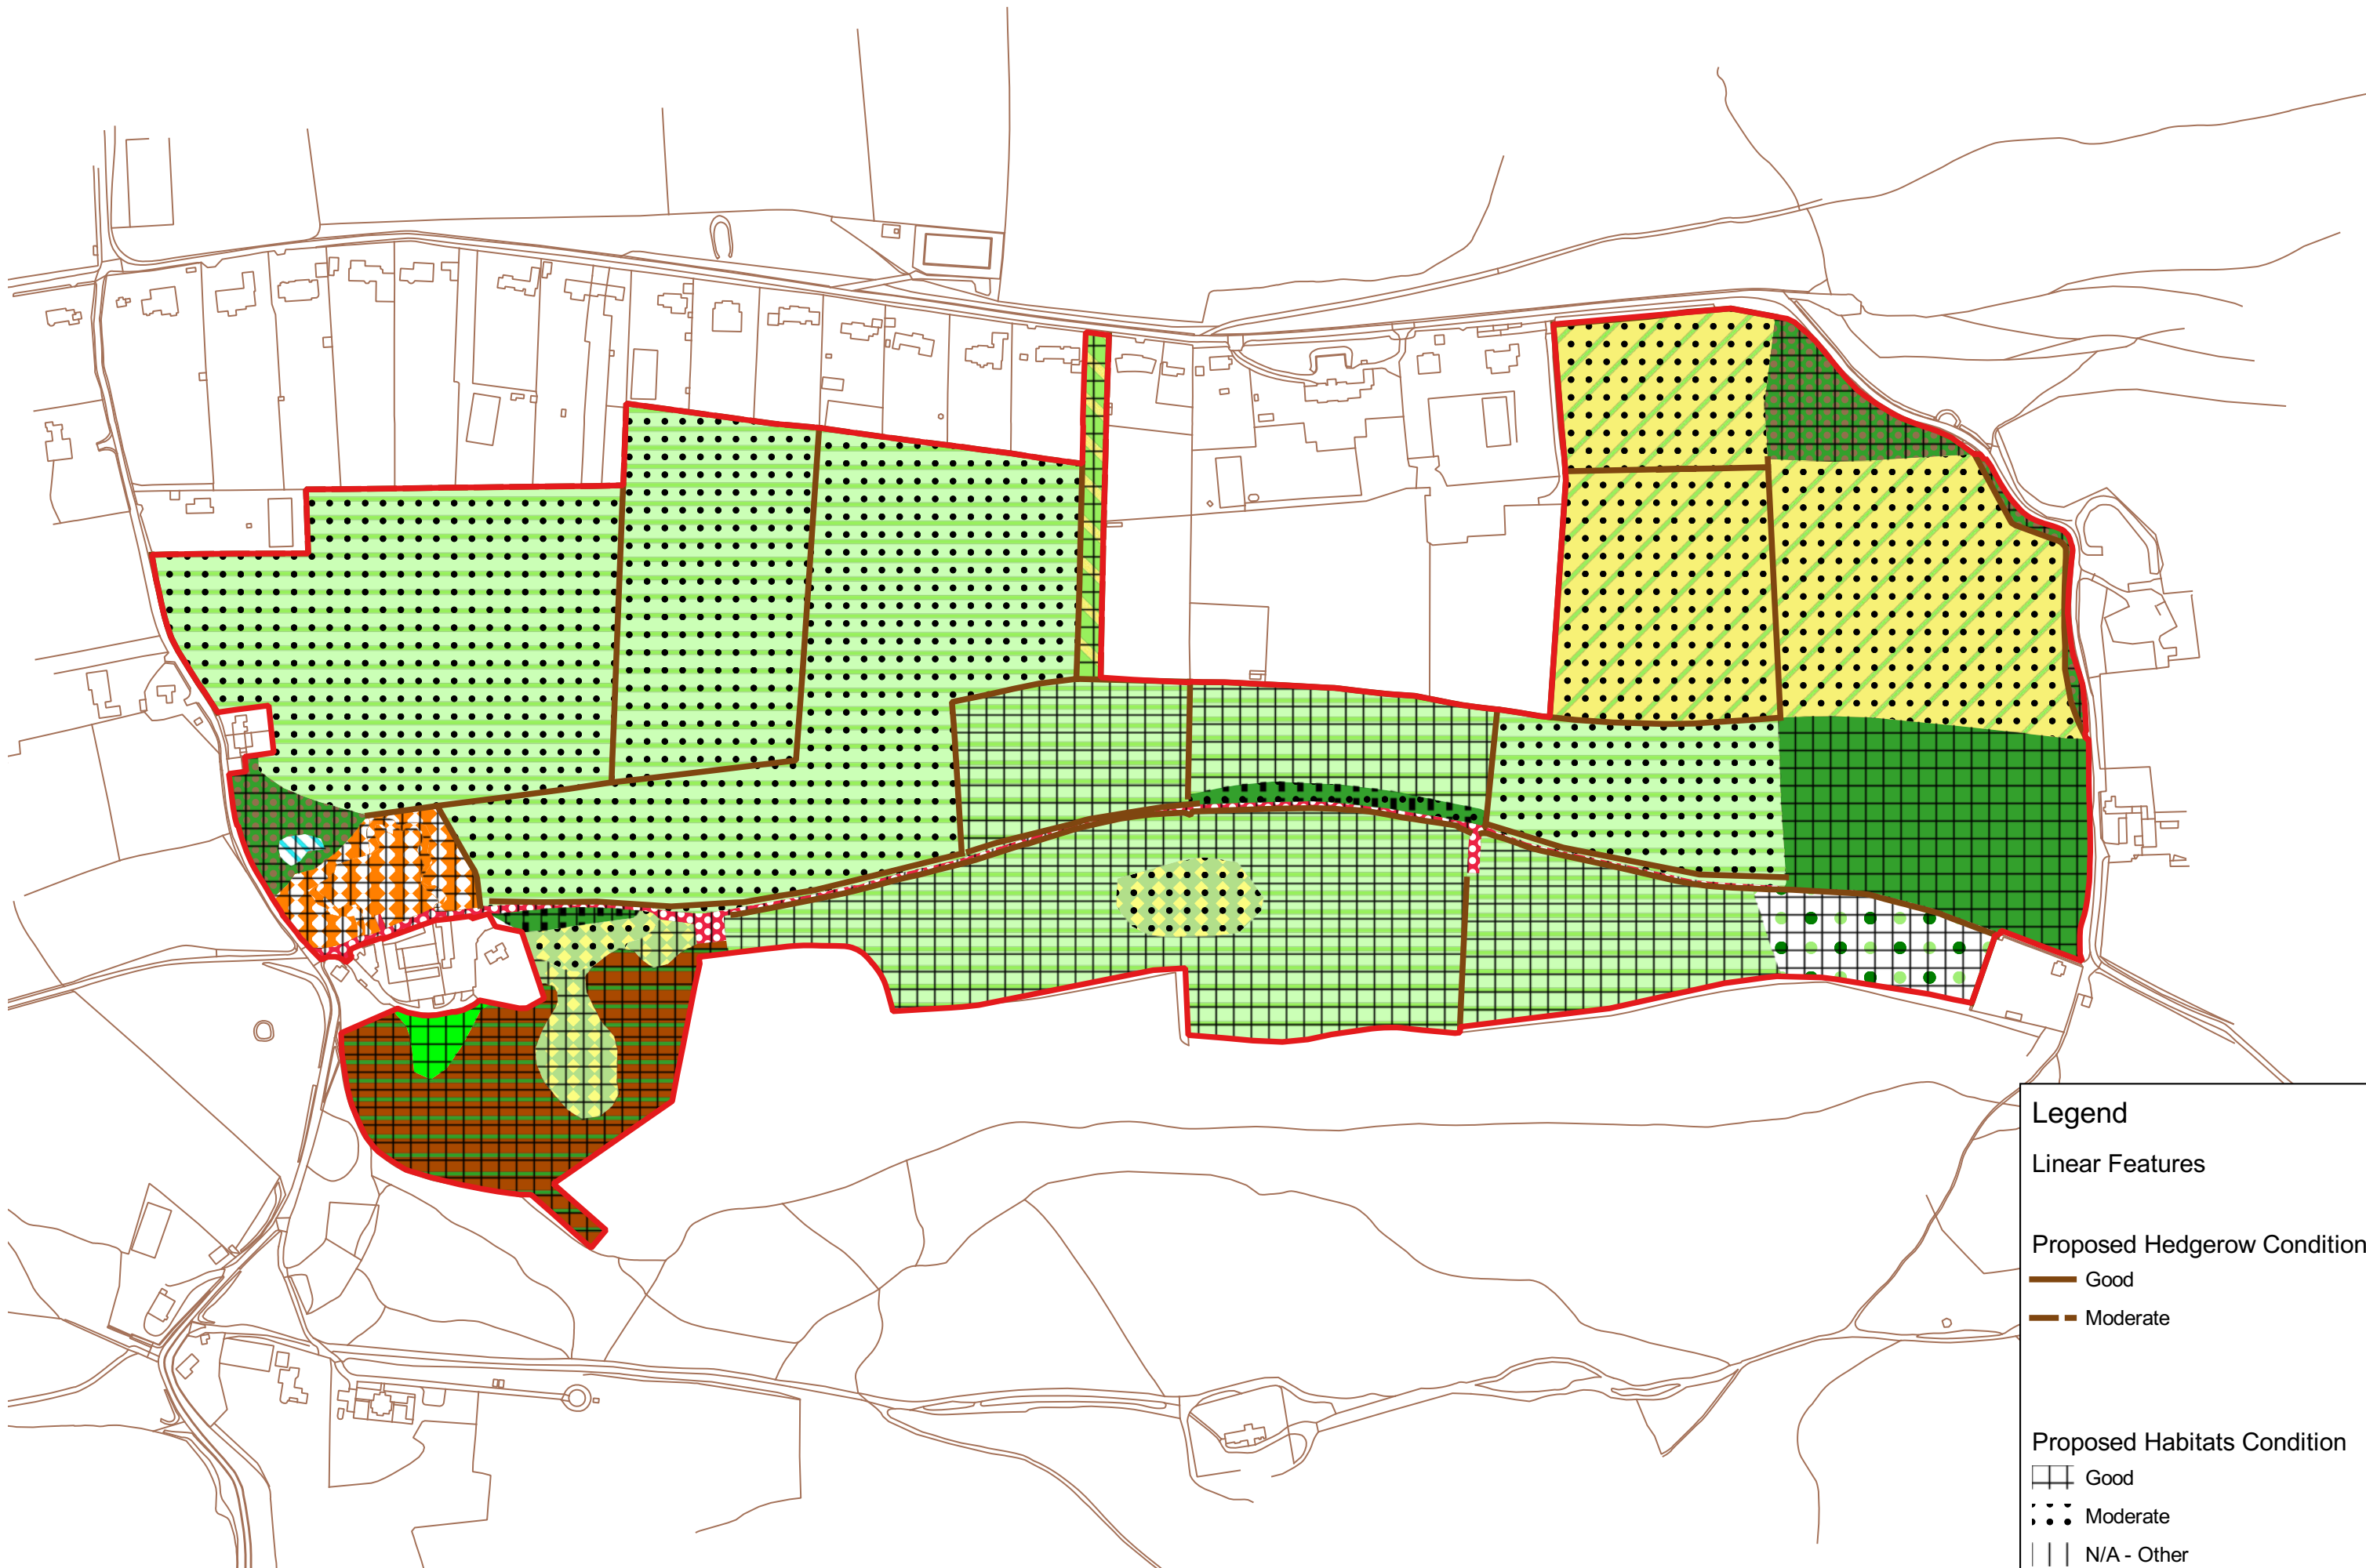 Legend
Linear Features
Proposed Hedgerow Condition
Good
Moderate
Proposed Habitats Condition
Good
Moderate
N/A - Other